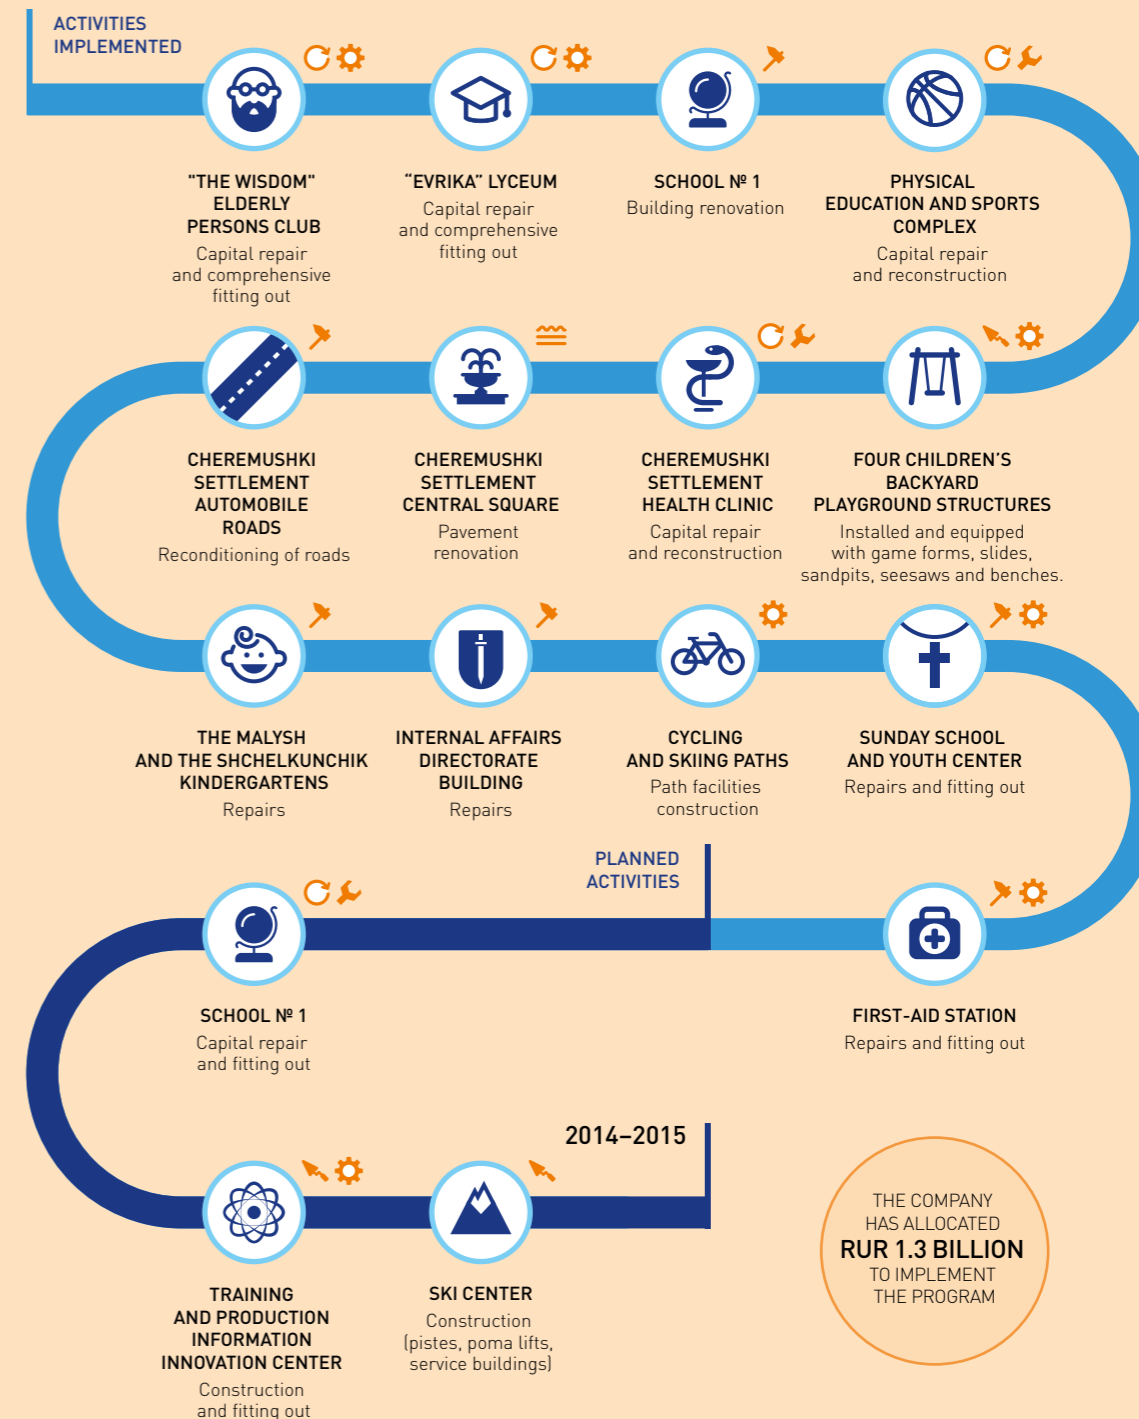 ACTIVITIES
IMPLEMENTED
"THE WISDOM"
ELDERLY
PERSONS CLUB
Capital repair
and comprehensive
fitting out
“EVRIKA” LYCEUM
Capital repair
and comprehensive
fitting out
SCHOOL № 1
Building renovation
PHYSICAL
EDUCATION AND SPORTS
COMPLEX
Capital repair
and reconstruction
CHEREMUSHKI
SETTLEMENT
AUTOMOBILE
ROADS
Reconditioning of roads
CHEREMUSHKI
SETTLEMENT
CENTRAL SQUARE
Pavement
renovation
CHEREMUSHKI
SETTLEMENT
HEALTH CLINIC
Capital repair
and reconstruction
FOUR CHILDREN’S
BACKYARD
PLAYGROUND STRUCTURES
Installed and equipped
with game forms, slides,
sandpits, seesaws and benches.
THE MALYSH
AND THE SHCHELKUNCHIK
KINDERGARTENS
Repairs
INTERNAL AFFAIRS
DIRECTORATE
BUILDING
Repairs
CYCLING
AND SKIING PATHS
Path facilities
construction
SUNDAY SCHOOL
AND YOUTH CENTER
Repairs and fitting out
PLANNED
ACTIVITIES
SCHOOL № 1
Capital repair
and fitting out
FIRST-AID STATION
Repairs and fitting out
2014–2015
TRAINING
AND PRODUCTION
INFORMATION
INNOVATION CENTER
Construction
and fitting out
SKI CENTER
Construction
(pistes, poma lifts,
service buildings)
THE COMPANY
HAS ALLOCATED
RUR 1.3 BILLION
TO IMPLEMENT
THE PROGRAM